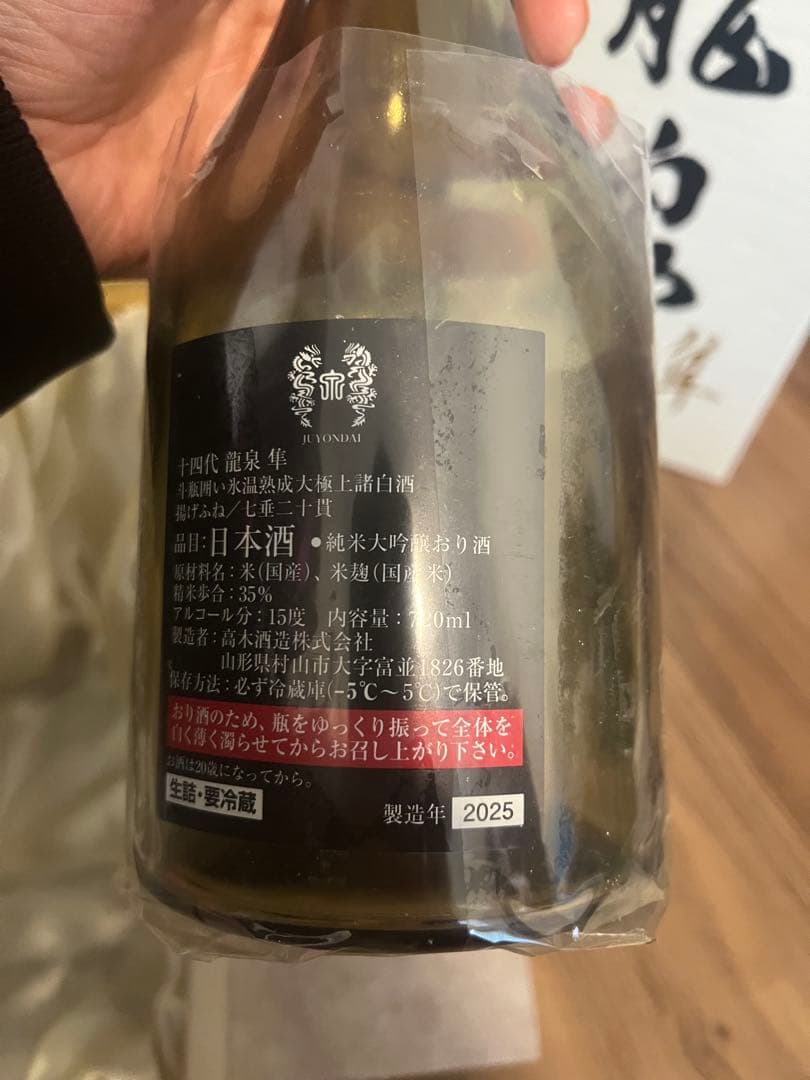 JUYONDAI
十四代 龍泉 隼
斗瓶囲い氷温熟成大極上諸白酒
揚げふね/七垂二十貫
品目:日本酒 ●純米大吟醸おり酒
原材料名:米(国産)、米麹(国産米)
精米歩合:35%
アルコール分:15度 内容量:720ml
製造者:高木酒造株式会社
山形県村山市大字富並1826番地
保存方法:必ず冷蔵庫(-5℃〜5℃)で保管。
おり酒のため、瓶をゆっくり振って全体を
白く薄く濁らせてからお召し上がり下さい。
お酒は20歳になってから。
生詰・要冷蔵
製造年 2025
龍
泉
隼